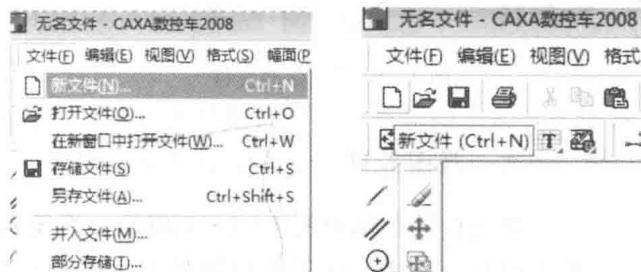 无名文件 - CAXA数控车2008
文件(F) 编辑(E) 视图(V) 格式(S) 幅面(P
新文件(N)... Ctrl+N
打开文件(O)... Ctrl+O
在新窗口中打开文件(W)... Ctrl+W
存储文件(S) Ctrl+S
另存文件(A)... Ctrl+Shift+S
并入文件(M)...
部分存储(T)...
无名文件 - CAXA数控车2008
文件(F) 编辑(E) 视图(V) 格式
新文件 (Ctrl+N) T